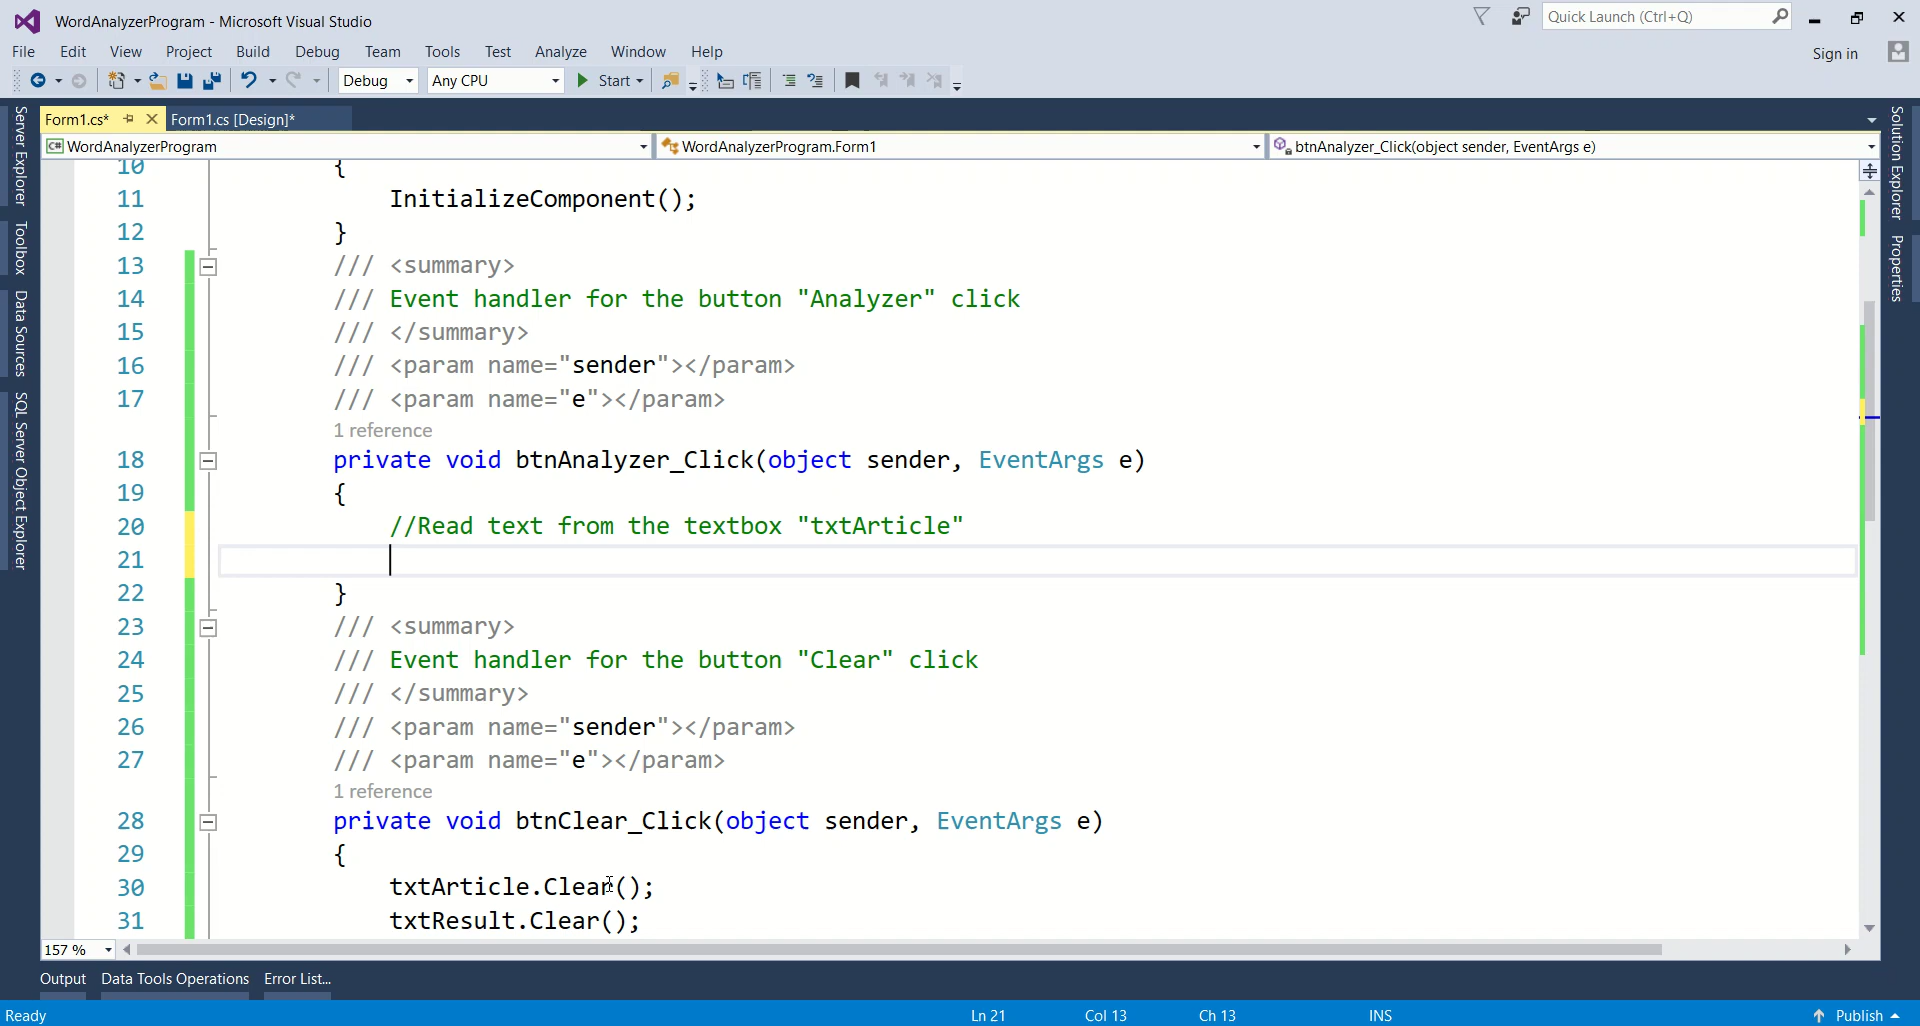 WordAnalyzerProgram - Microsoft Visual Studio
Quick Launch (Ctrl+Q)
File Edit View Project Build Debug Team Tools Test Analyze Window Help
Sign in
Debug Any CPU Start
Form1.cs* Form1.cs [Design]*
C# WordAnalyzerProgram WordAnalyzerProgram.Form1 btnAnalyzer_Click(object sender, EventArgs e)
Server Explorer
Toolbox
Data Sources
SQL Server Object Explorer
10 {
11 InitializeComponent();
12 }
13 /// <summary>
14 /// Event handler for the button "Analyzer" click
15 /// </summary>
16 /// <param name="sender"></param>
17 /// <param name="e"></param>
1 reference
18 private void btnAnalyzer_Click(object sender, EventArgs e)
19 {
20 //Read text from the textbox "txtArticle"
21
22 }
23 /// <summary>
24 /// Event handler for the button "Clear" click
25 /// </summary>
26 /// <param name="sender"></param>
27 /// <param name="e"></param>
1 reference
28 private void btnClear_Click(object sender, EventArgs e)
29 {
30 txtArticle.Clear();
31 txtResult.Clear();
Solution Explorer
Properties
157 %
Output Data Tools Operations Error List...
Ready Ln 21 Col 13 Ch 13 INS Publish